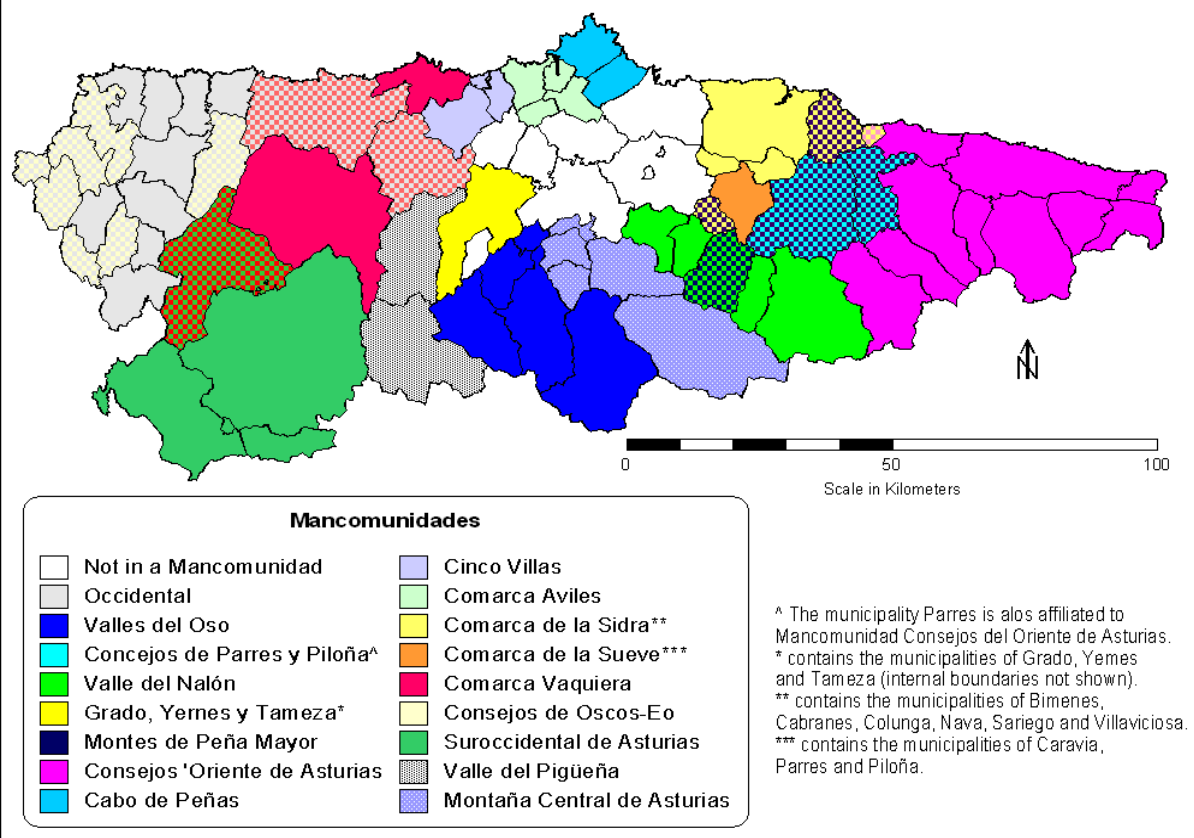 N
0 50 100
Scale in Kilometers
Mancomunidades
Not in a Mancomunidad
Occidental
Valles del Oso
Concejos de Parres y Piloña^
Valle del Nalón
Grado, Yernes y Tameza*
Montes de Peña Mayor
Consejos 'Oriente de Asturias
Cabo de Peñas
Cinco Villas
Comarca Aviles
Comarca de la Sidra**
Comarca de la Sueve***
Comarca Vaquiera
Consejos de Oscos-Eo
Suroccidental de Asturias
Valle del Pigüeña
Montaña Central de Asturias
^ The municipality Parres is alos affiliated to
Mancomunidad Consejos del Oriente de Asturias.
* contains the municipalities of Grado, Yemes
and Tameza (internal boundaries not shown).
** contains the municipalities of Bimenes,
Cabranes, Colunga, Nava, Sariego and Villaviciosa.
*** contains the municipalities of Caravia,
Parres and Piloña.